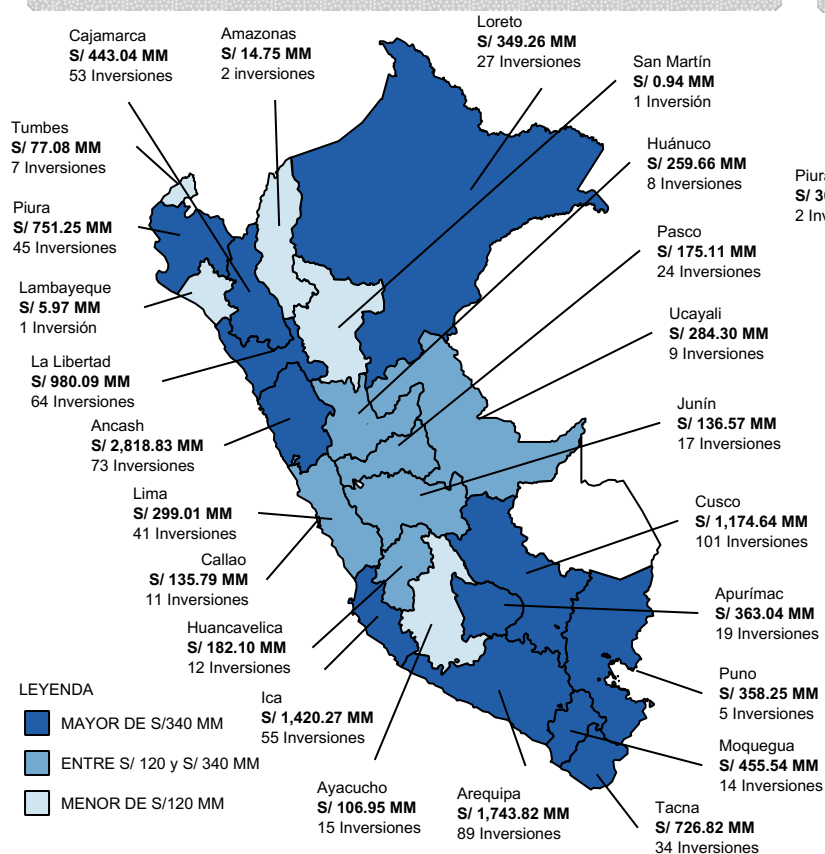 Cajamarca
S/ 443.04 MM
53 Inversiones
Amazonas
S/ 14.75 MM
2 inversiones
Loreto
S/ 349.26 MM
27 Inversiones
San Martín
S/ 0.94 MM
1 Inversión
Tumbes
S/ 77.08 MM
7 Inversiones
Huánuco
S/ 259.66 MM
8 Inversiones
Piura
S/ 751.25 MM
45 Inversiones
Pasco
S/ 175.11 MM
24 Inversiones
Lambayeque
S/ 5.97 MM
1 Inversión
Ucayali
S/ 284.30 MM
9 Inversiones
La Libertad
S/ 980.09 MM
64 Inversiones
Junín
S/ 136.57 MM
17 Inversiones
Ancash
S/ 2,818.83 MM
73 Inversiones
Lima
S/ 299.01 MM
41 Inversiones
Cusco
S/ 1,174.64 MM
101 Inversiones
Callao
S/ 135.79 MM
11 Inversiones
Apurímac
S/ 363.04 MM
19 Inversiones
Huancavelica
S/ 182.10 MM
12 Inversiones
Puno
S/ 358.25 MM
5 Inversiones
Ica
S/ 1,420.27 MM
55 Inversiones
Moquegua
S/ 455.54 MM
14 Inversiones
Ayacucho
S/ 106.95 MM
15 Inversiones
Arequipa
S/ 1,743.82 MM
89 Inversiones
Tacna
S/ 726.82 MM
34 Inversiones
LEYENDA
MAYOR DE S/340 MM
ENTRE S/ 120 y S/ 340 MM
MENOR DE S/120 MM